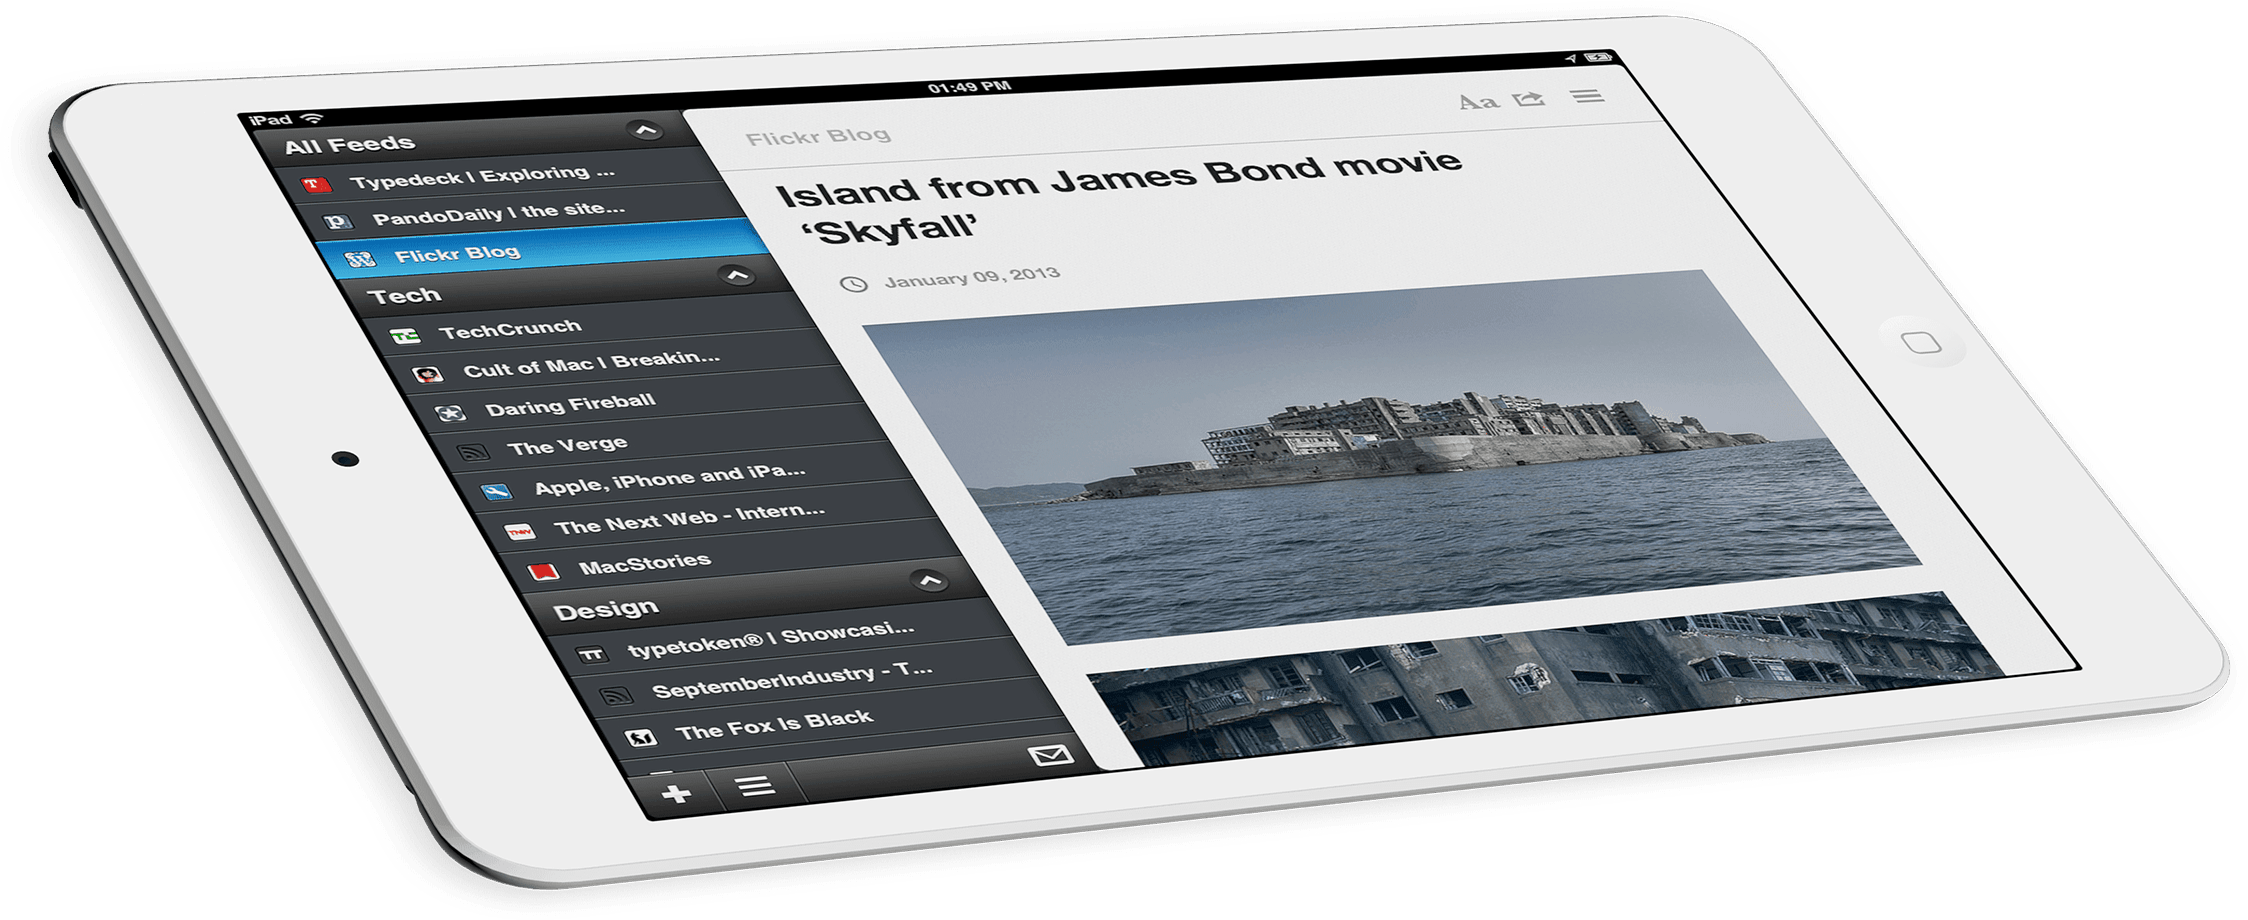 iPad
01:49 PM
All Feeds
Typedeck | Exploring ...
PandoDaily | the site...
Flickr Blog
Tech
TechCrunch
Cult of Mac | Breakin...
Daring Fireball
The Verge
Apple, iPhone and iPa...
The Next Web - Intern...
MacStories
Design
typetoken® | Showcasi...
SeptemberIndustry - T...
The Fox Is Black
Flickr Blog
Aa
Island from James Bond movie
‘Skyfall’
January 09, 2013